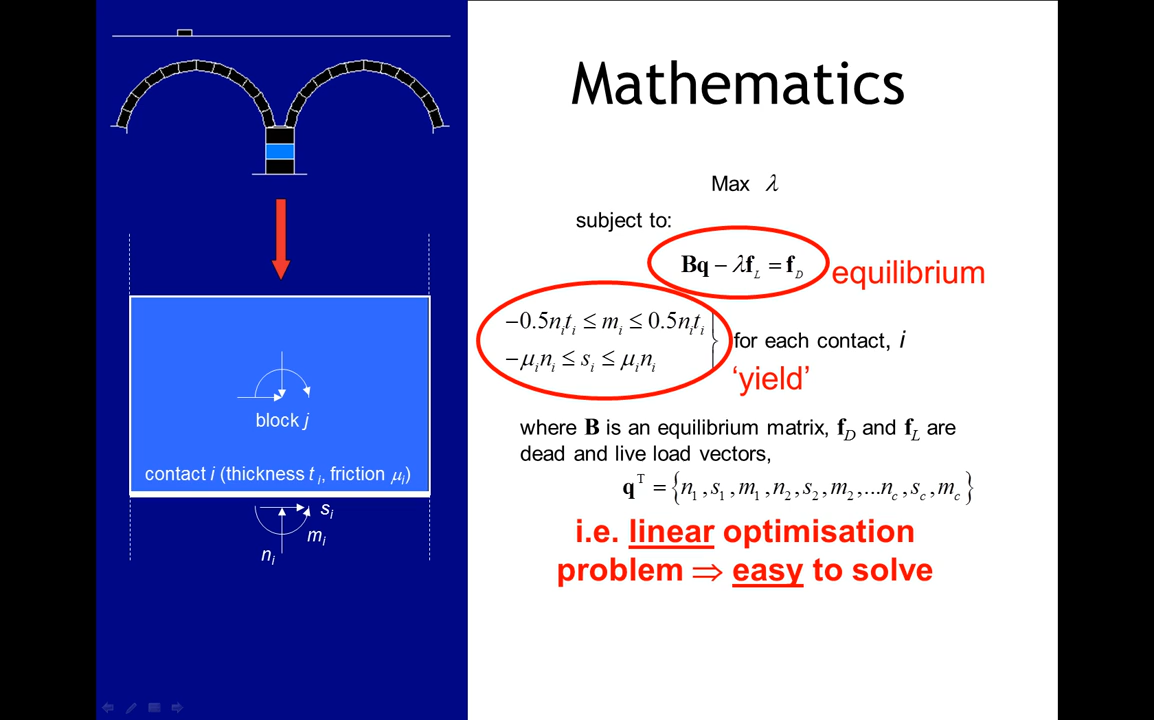 Mathematics
Max λ
subject to:
Bq − λf_L = f_D
equilibrium
−0.5n_i t_i ≤ m_i ≤ 0.5n_i t_i
−μ_i n_i ≤ s_i ≤ μ_i n_i
for each contact, i
‘yield’
where B is an equilibrium matrix, f_D and f_L are
dead and live load vectors,
q^T = {n_1, s_1, m_1, n_2, s_2, m_2, ...n_c, s_c, m_c}
i.e. linear optimisation
problem ⇒ easy to solve
block j
contact i (thickness t_i, friction μ_i)
s_i
m_i
n_i